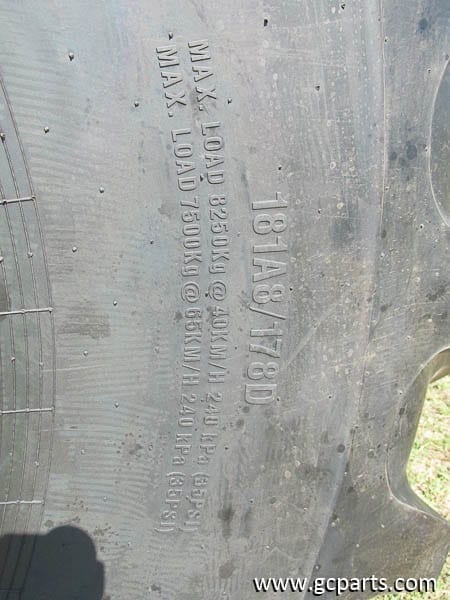 181A8/178D
MAX. LOAD 8250Kg @ 40KM/H 240 kPa (35PSI)
MAX. LOAD 7500Kg @ 65KM/H 240 kPa (35PSI)
www.gcparts.com